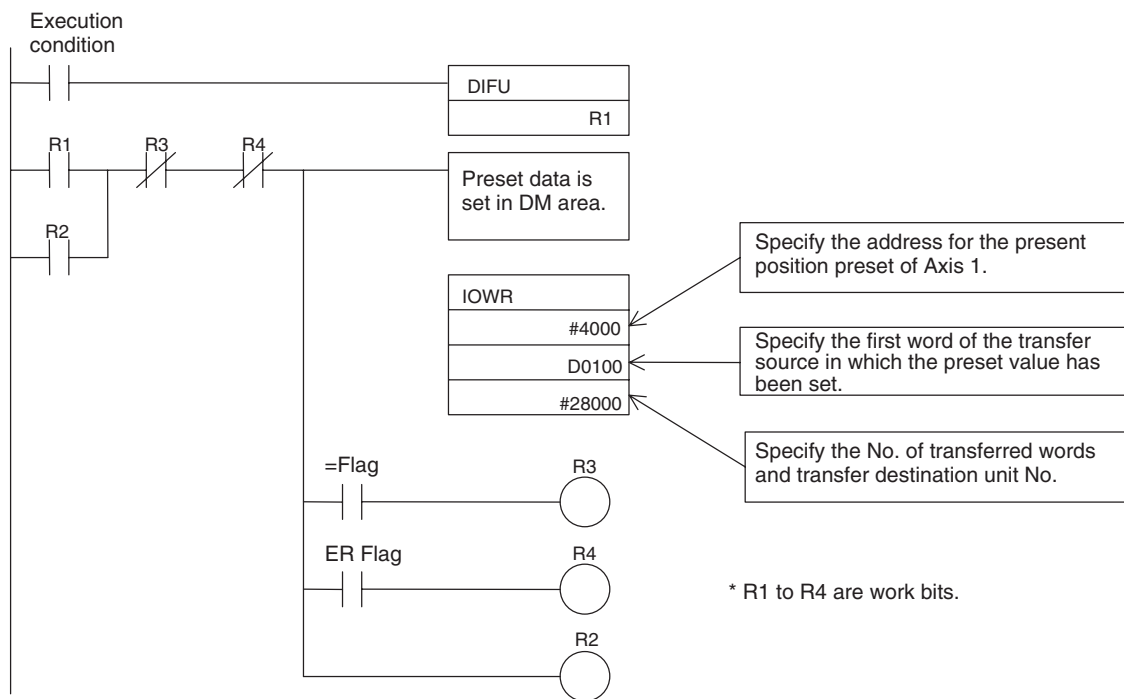 Execution
condition
DIFU
R1
R1
R3
R4
R2
Preset data is
set in DM area.
IOWR
#4000
D0100
#28000
Specify the address for the present
position preset of Axis 1.
Specify the first word of the transfer
source in which the preset value has
been set.
Specify the No. of transferred words
and transfer destination unit No.
=Flag
R3
ER Flag
R4
* R1 to R4 are work bits.
R2